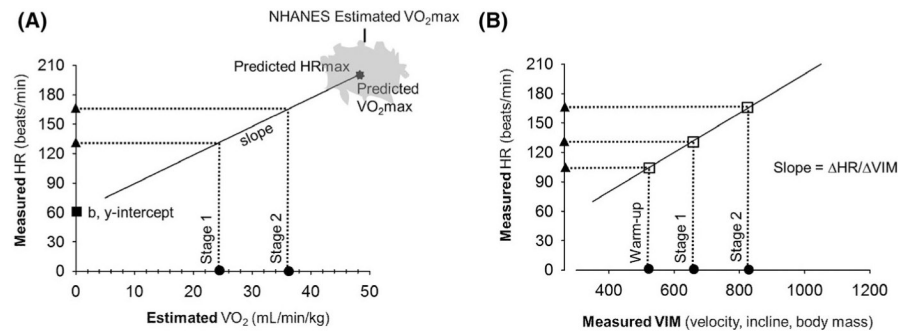 (A)
NHANES Estimated VO₂max
Predicted HRmax
Predicted
VO₂max
Measured HR (beats/min)
210
180
150
120
90
60
30
0
slope
b, y-intercept
Stage 1
Stage 2
0 10 20 30 40 50
Estimated V̇O₂ (mL/min/kg)
(B)
Measured HR (beats/min)
210
180
150
120
90
60
30
0
Slope = ΔHR/ΔVIM
Warm-up
Stage 1
Stage 2
400 600 800 1000 1200
Measured VIM (velocity, incline, body mass)